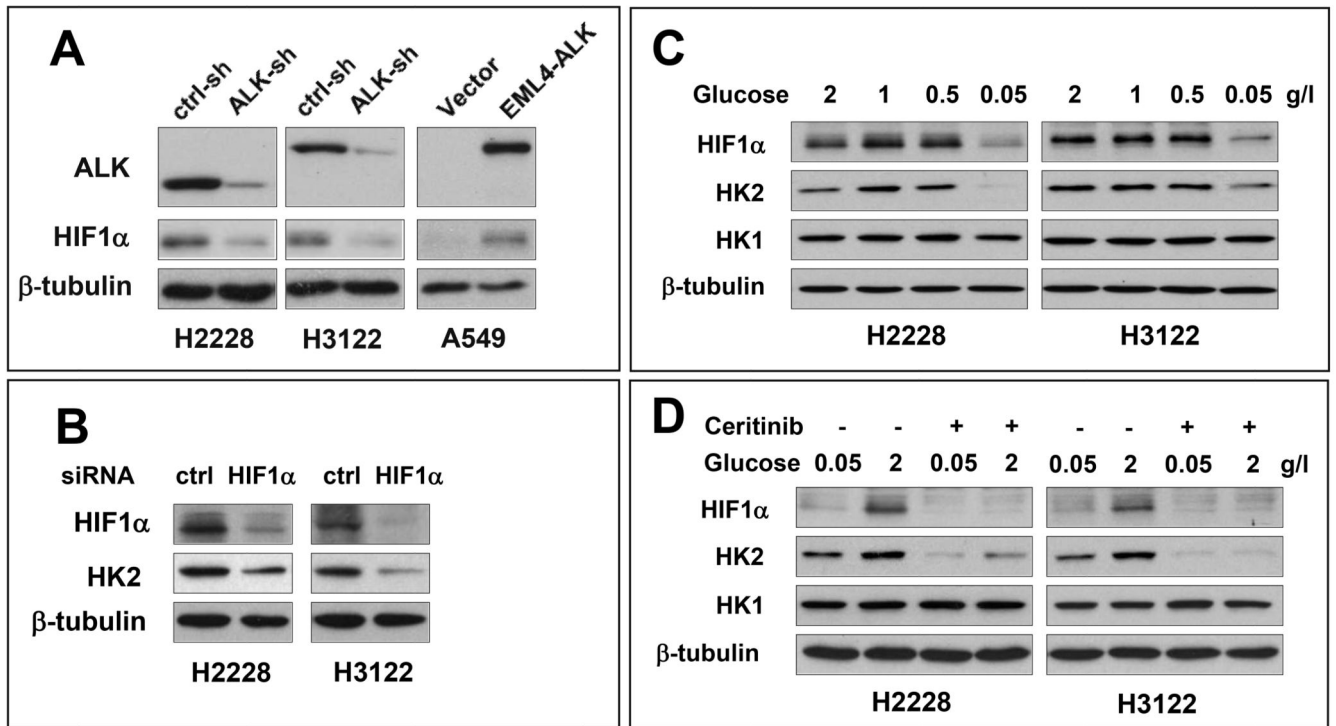 A
ctrl-sh ALK-sh ctrl-sh ALK-sh Vector EML4-ALK
ALK
HIF1α
β-tubulin
H2228 H3122 A549
B
siRNA ctrl HIF1α ctrl HIF1α
HIF1α
HK2
β-tubulin
H2228 H3122
C
Glucose 2 1 0.5 0.05 2 1 0.5 0.05 g/l
HIF1α
HK2
HK1
β-tubulin
H2228 H3122
D
Ceritinib - - + + - - + +
Glucose 0.05 2 0.05 2 0.05 2 0.05 2 g/l
HIF1α
HK2
HK1
β-tubulin
H2228 H3122